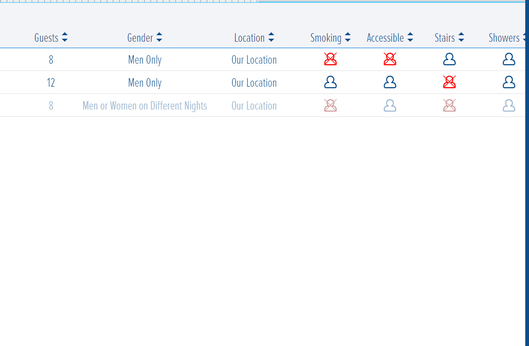 Guests Gender Location Smoking Accessible Stairs Showers
8 Men Only Our Location
12 Men Only Our Location
8 Men or Women on Different Nights Our Location